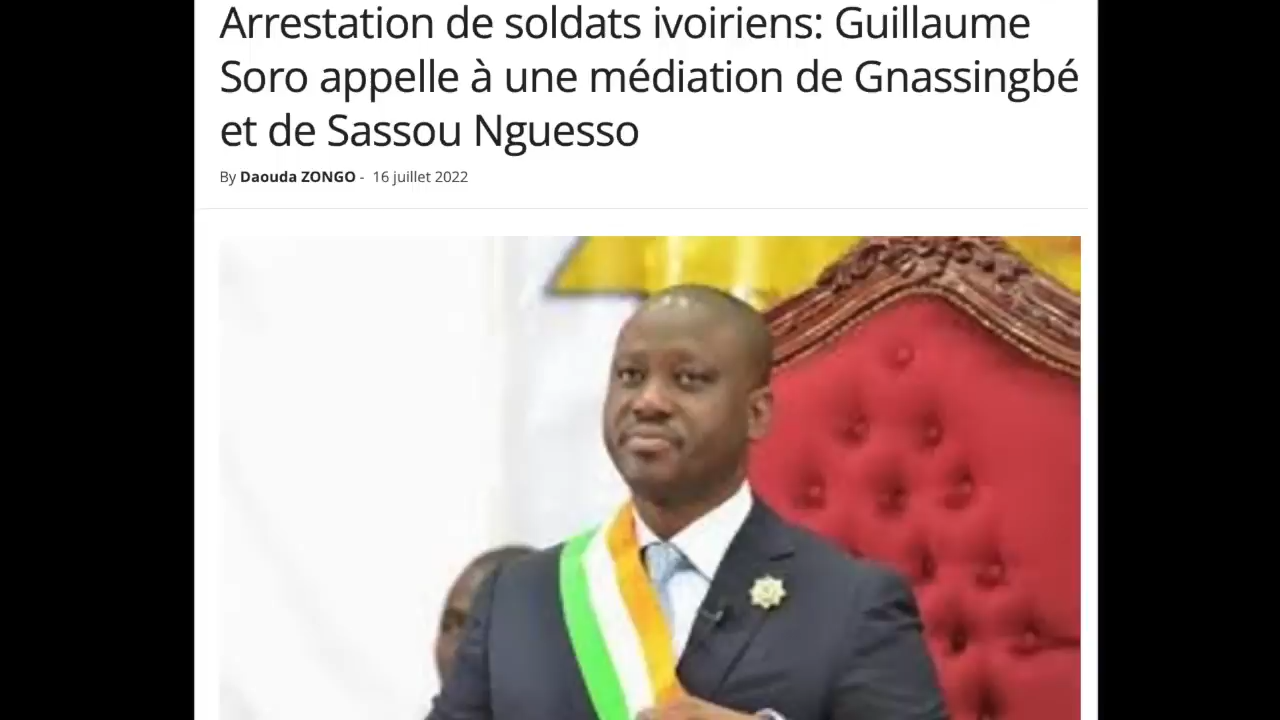 Arrestation de soldats ivoiriens: Guillaume
Soro appelle à une médiation de Gnassingbé
et de Sassou Nguesso
By Daouda ZONGO - 16 juillet 2022